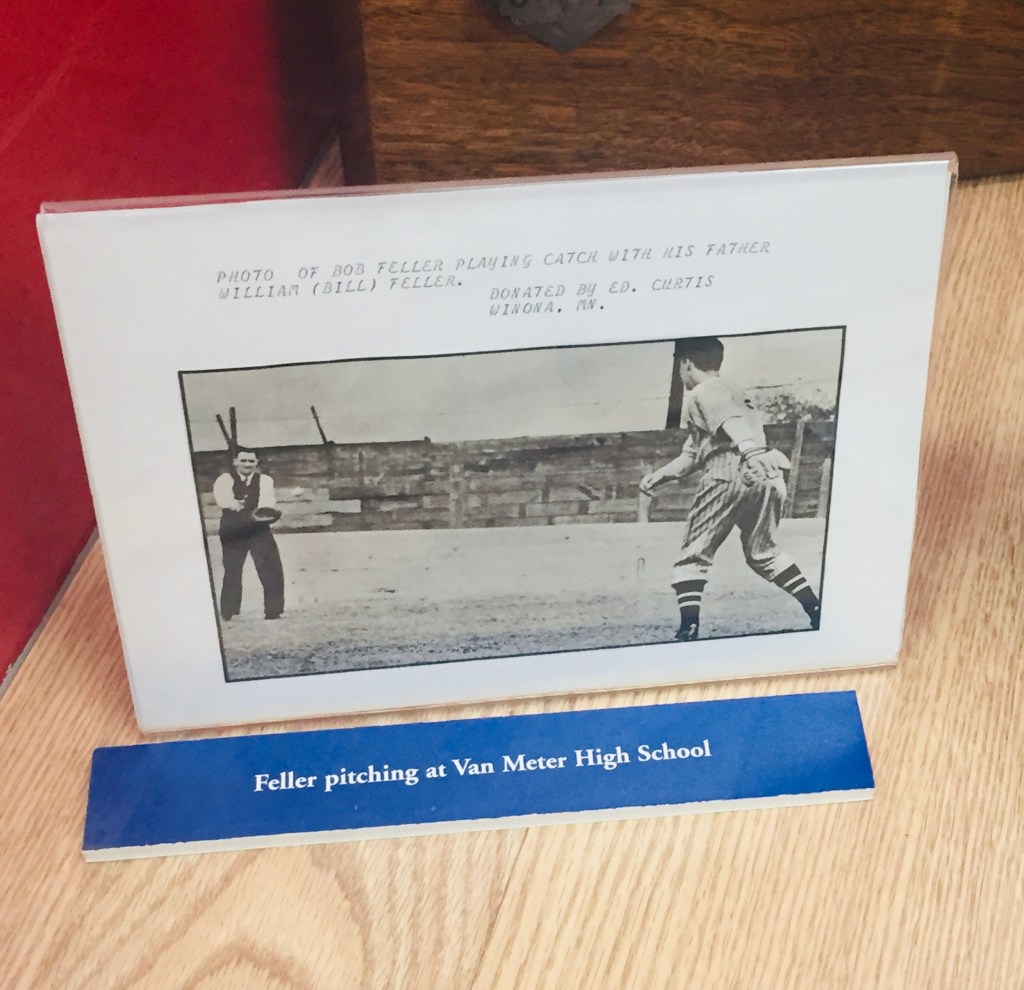 PHOTO OF BOB FELLER PLAYING CATCH WITH HIS FATHER
WILLIAM (BILL) FELLER.
DONATED BY ED. CURTIS
WINONA, MN.
Feller pitching at Van Meter High School